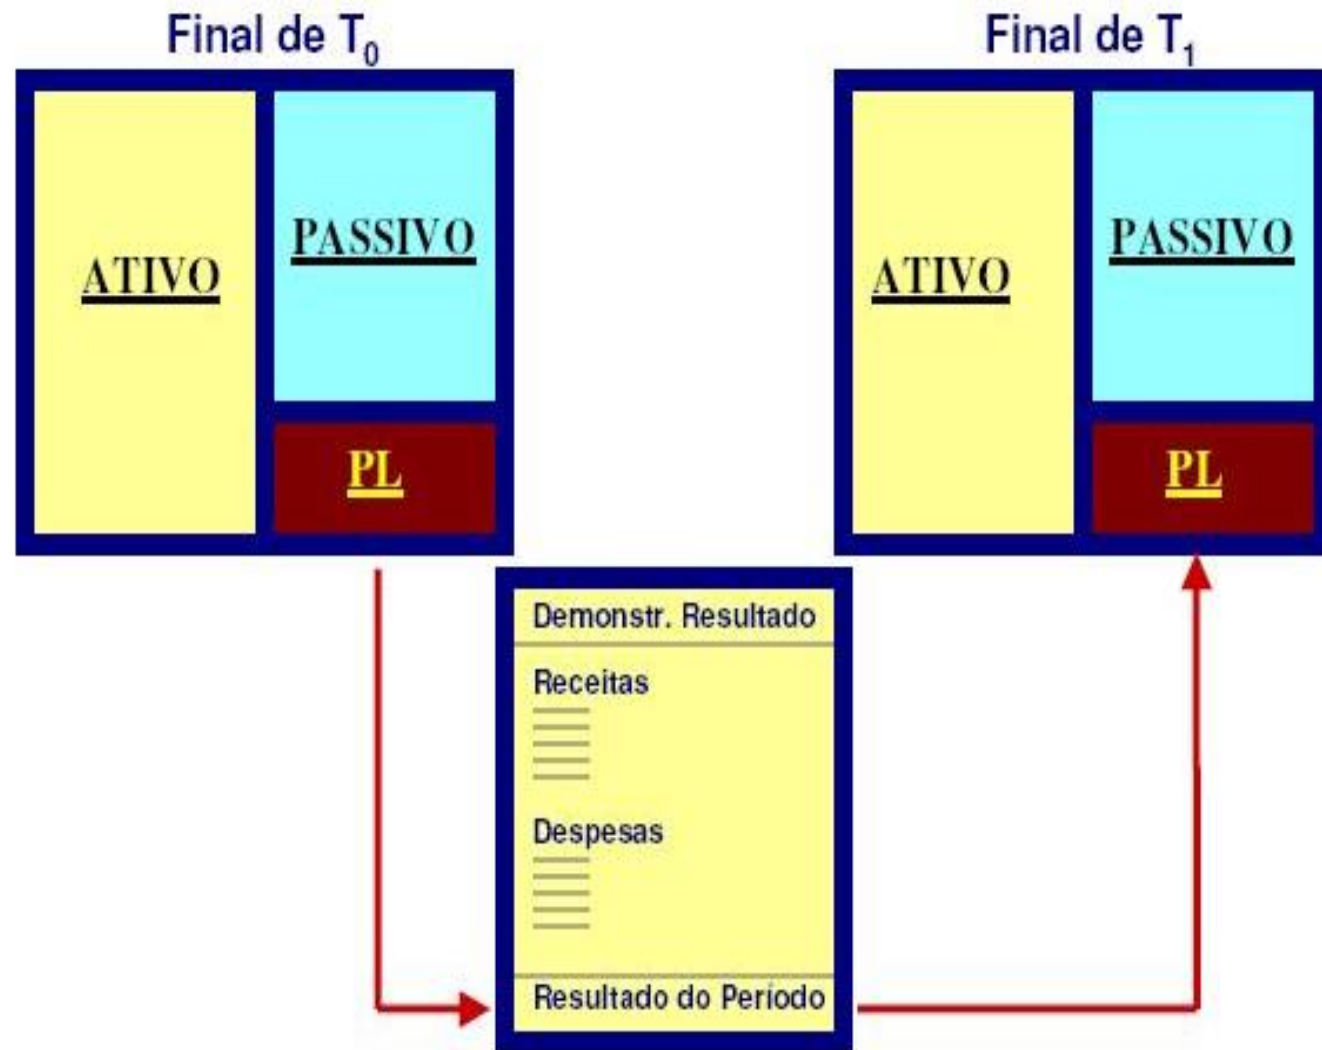 Final de T0
Final de T1
ATIVO
PASSIVO
PL
ATIVO
PASSIVO
PL
Demonstr. Resultado
Receitas
Despesas
Resultado do Período